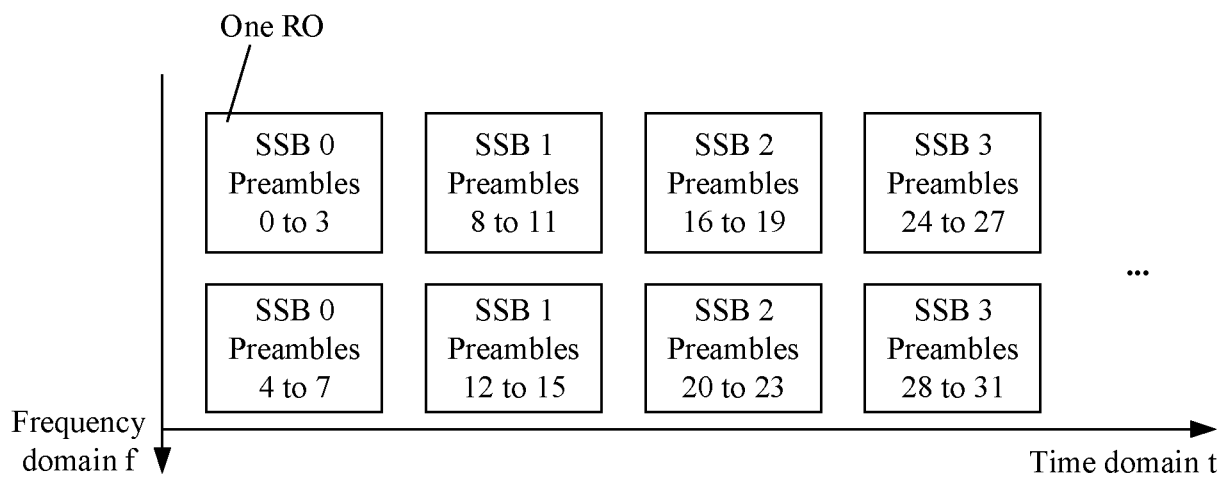 One RO
SSB 0
Preambles
0 to 3
SSB 1
Preambles
8 to 11
SSB 2
Preambles
16 to 19
SSB 3
Preambles
24 to 27
...
SSB 0
Preambles
4 to 7
SSB 1
Preambles
12 to 15
SSB 2
Preambles
20 to 23
SSB 3
Preambles
28 to 31
Frequency
domain f
Time domain t